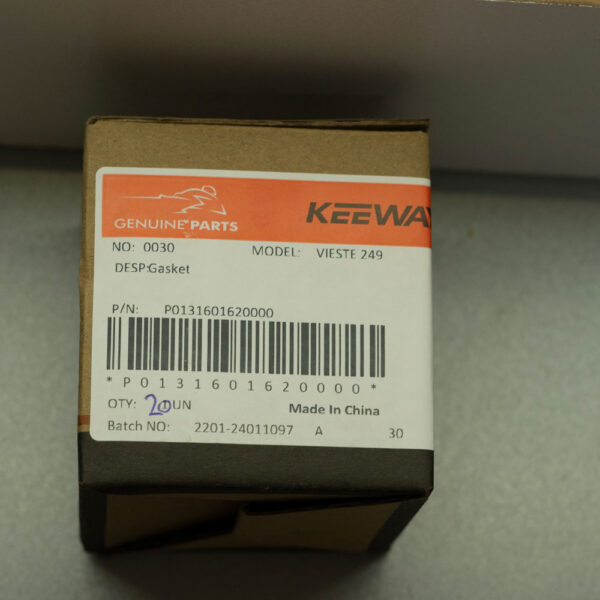 GENUINE PARTS
KEEWA
NO: 0030 MODEL: VIESTE 249
DESP:Gasket
P/N: P0131601620000
*P0131601620000*
QTY: 20 UN Made In China
Batch NO: 2201-24011097 A 30